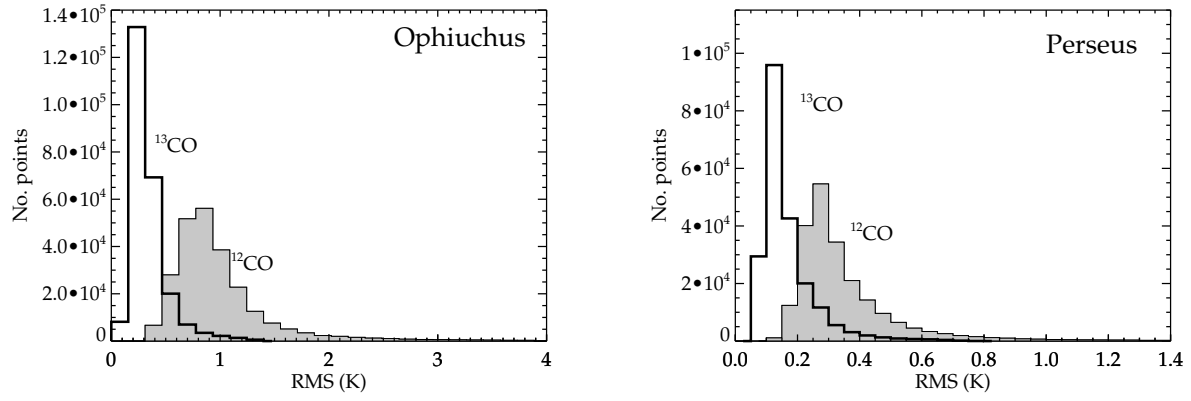 Ophiuchus
No. points
1.4•10⁵
1.2•10⁵
1.0•10⁵
8.0•10⁴
6.0•10⁴
4.0•10⁴
2.0•10⁴
0
¹³CO
¹²CO
0 1 2 3 4
RMS (K)
Perseus
No. points
1•10⁵
8•10⁴
6•10⁴
4•10⁴
2•10⁴
0
¹³CO
¹²CO
0.0 0.2 0.4 0.6 0.8 1.0 1.2 1.4
RMS (K)